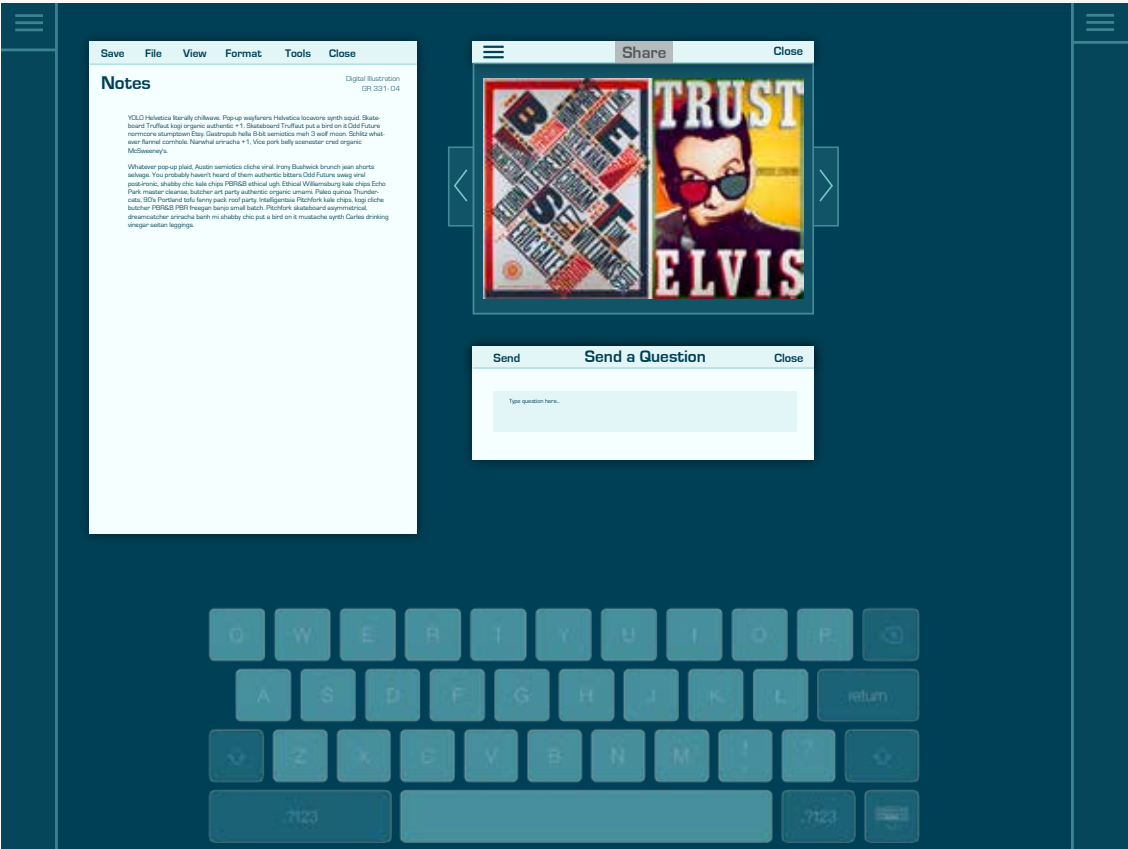 Save File View Format Tools Close
Notes
Digital Illustration
GR 331-04
YOLO Helvetica literally chillwave. Pop-up wayfarers Helvetica locavore synth squid. Skate-
board Truffaut kogi organic authentic +1. Skateboard Truffaut put a bird on it Odd Future
normcore stumptown Etsy. Gastropub hella 8-bit semiotics meh 3 wolf moon. Schlitz what-
ever flannel cornhole. Narwhal sriracha +1, Vice pork belly scenester cred organic
McSweeney's.
Whatever pop-up plaid, Austin semiotics cliche viral. Irony Bushwick brunch jean shorts
selvage. You probably haven't heard of them authentic bitters Odd Future swag viral
post-ironic, shabby chic kale chips PBR&B ethical ugh. Ethical Williamsburg kale chips Echo
Park master cleanse, butcher art party authentic organic umami. Paleo quinoa Thunder-
cats, 90's Portland tofu fanny pack roof party. Intelligentsia Pitchfork kale chips, kogi cliche
butcher PBR&B PBR freegan banjo small batch. Pitchfork skateboard asymmetrical,
dreamcatcher sriracha banh mi shabby chic put a bird on it mustache synth Carles drinking
vinegar seitan leggings.
Share Close
BEST
TRUST
ELVIS
Send Send a Question Close
Type question here...
Q W E R T Y U I O P
A S D F G H J K L return
Z X C V B N M ! ?
.?123 .?123